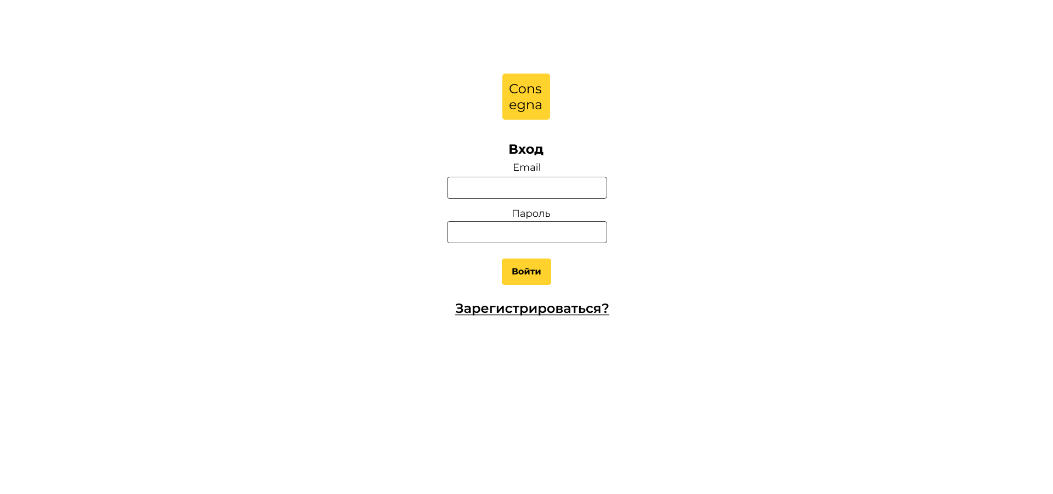 Cons
egna
Вход
Email
Пароль
Войти
Зарегистрироваться?